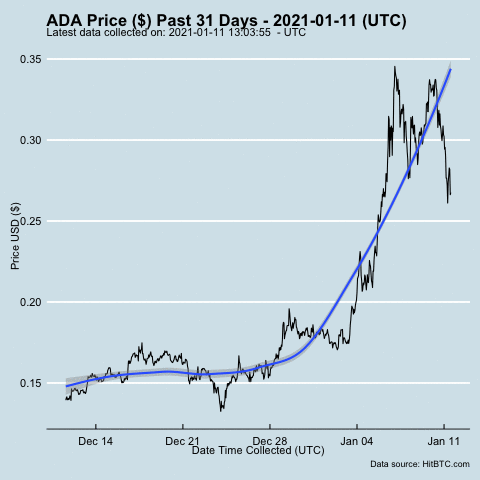 ADA Price ($) Past 31 Days - 2021-01-11 (UTC)
Latest data collected on: 2021-01-11 13:03:55 - UTC
0.35
0.30
0.25
0.20
0.15
Price USD ($)
Dec 14 Dec 21 Dec 28 Jan 04 Jan 11
Date Time Collected (UTC)
Data source: HitBTC.com